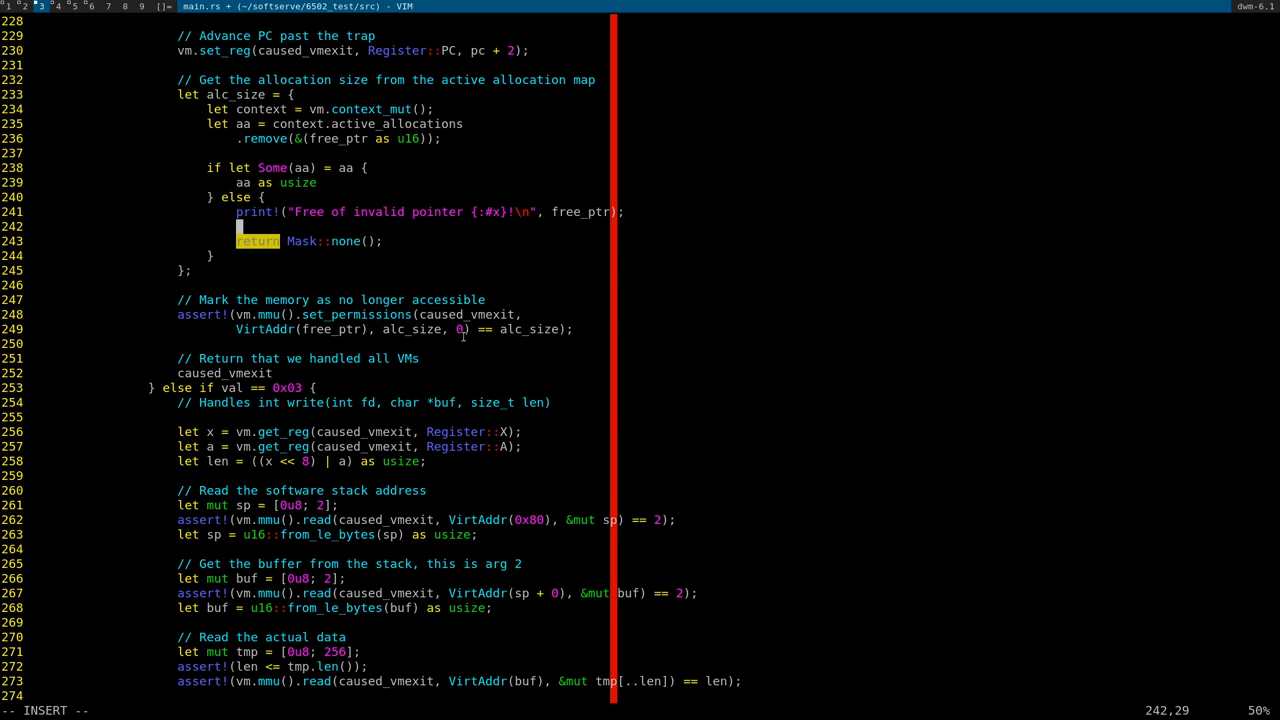 1 2 3 4 5 6 7 8 9 []= main.rs + (~/softserve/6502_test/src) - VIM dwm-6.1
228
229 // Advance PC past the trap
230 vm.set_reg(caused_vmexit, Register::PC, pc + 2);
231
232 // Get the allocation size from the active allocation map
233 let alc_size = {
234 let context = vm.context_mut();
235 let aa = context.active_allocations
236 .remove(&(free_ptr as u16));
237
238 if let Some(aa) = aa {
239 aa as usize
240 } else {
241 print!("Free of invalid pointer {:#x}!\n", free_ptr);
242
243 return Mask::none();
244 }
245 };
246
247 // Mark the memory as no longer accessible
248 assert!(vm.mmu().set_permissions(caused_vmexit,
249 VirtAddr(free_ptr), alc_size, 0) == alc_size);
250
251 // Return that we handled all VMs
252 caused_vmexit
253 } else if val == 0x03 {
254 // Handles int write(int fd, char *buf, size_t len)
255
256 let x = vm.get_reg(caused_vmexit, Register::X);
257 let a = vm.get_reg(caused_vmexit, Register::A);
258 let len = ((x << 8) | a) as usize;
259
260 // Read the software stack address
261 let mut sp = [0u8; 2];
262 assert!(vm.mmu().read(caused_vmexit, VirtAddr(0x80), &mut sp) == 2);
263 let sp = u16::from_le_bytes(sp) as usize;
264
265 // Get the buffer from the stack, this is arg 2
266 let mut buf = [0u8; 2];
267 assert!(vm.mmu().read(caused_vmexit, VirtAddr(sp + 0), &mut buf) == 2);
268 let buf = u16::from_le_bytes(buf) as usize;
269
270 // Read the actual data
271 let mut tmp = [0u8; 256];
272 assert!(len <= tmp.len());
273 assert!(vm.mmu().read(caused_vmexit, VirtAddr(buf), &mut tmp[..len]) == len);
274
-- INSERT -- 242,29 50%